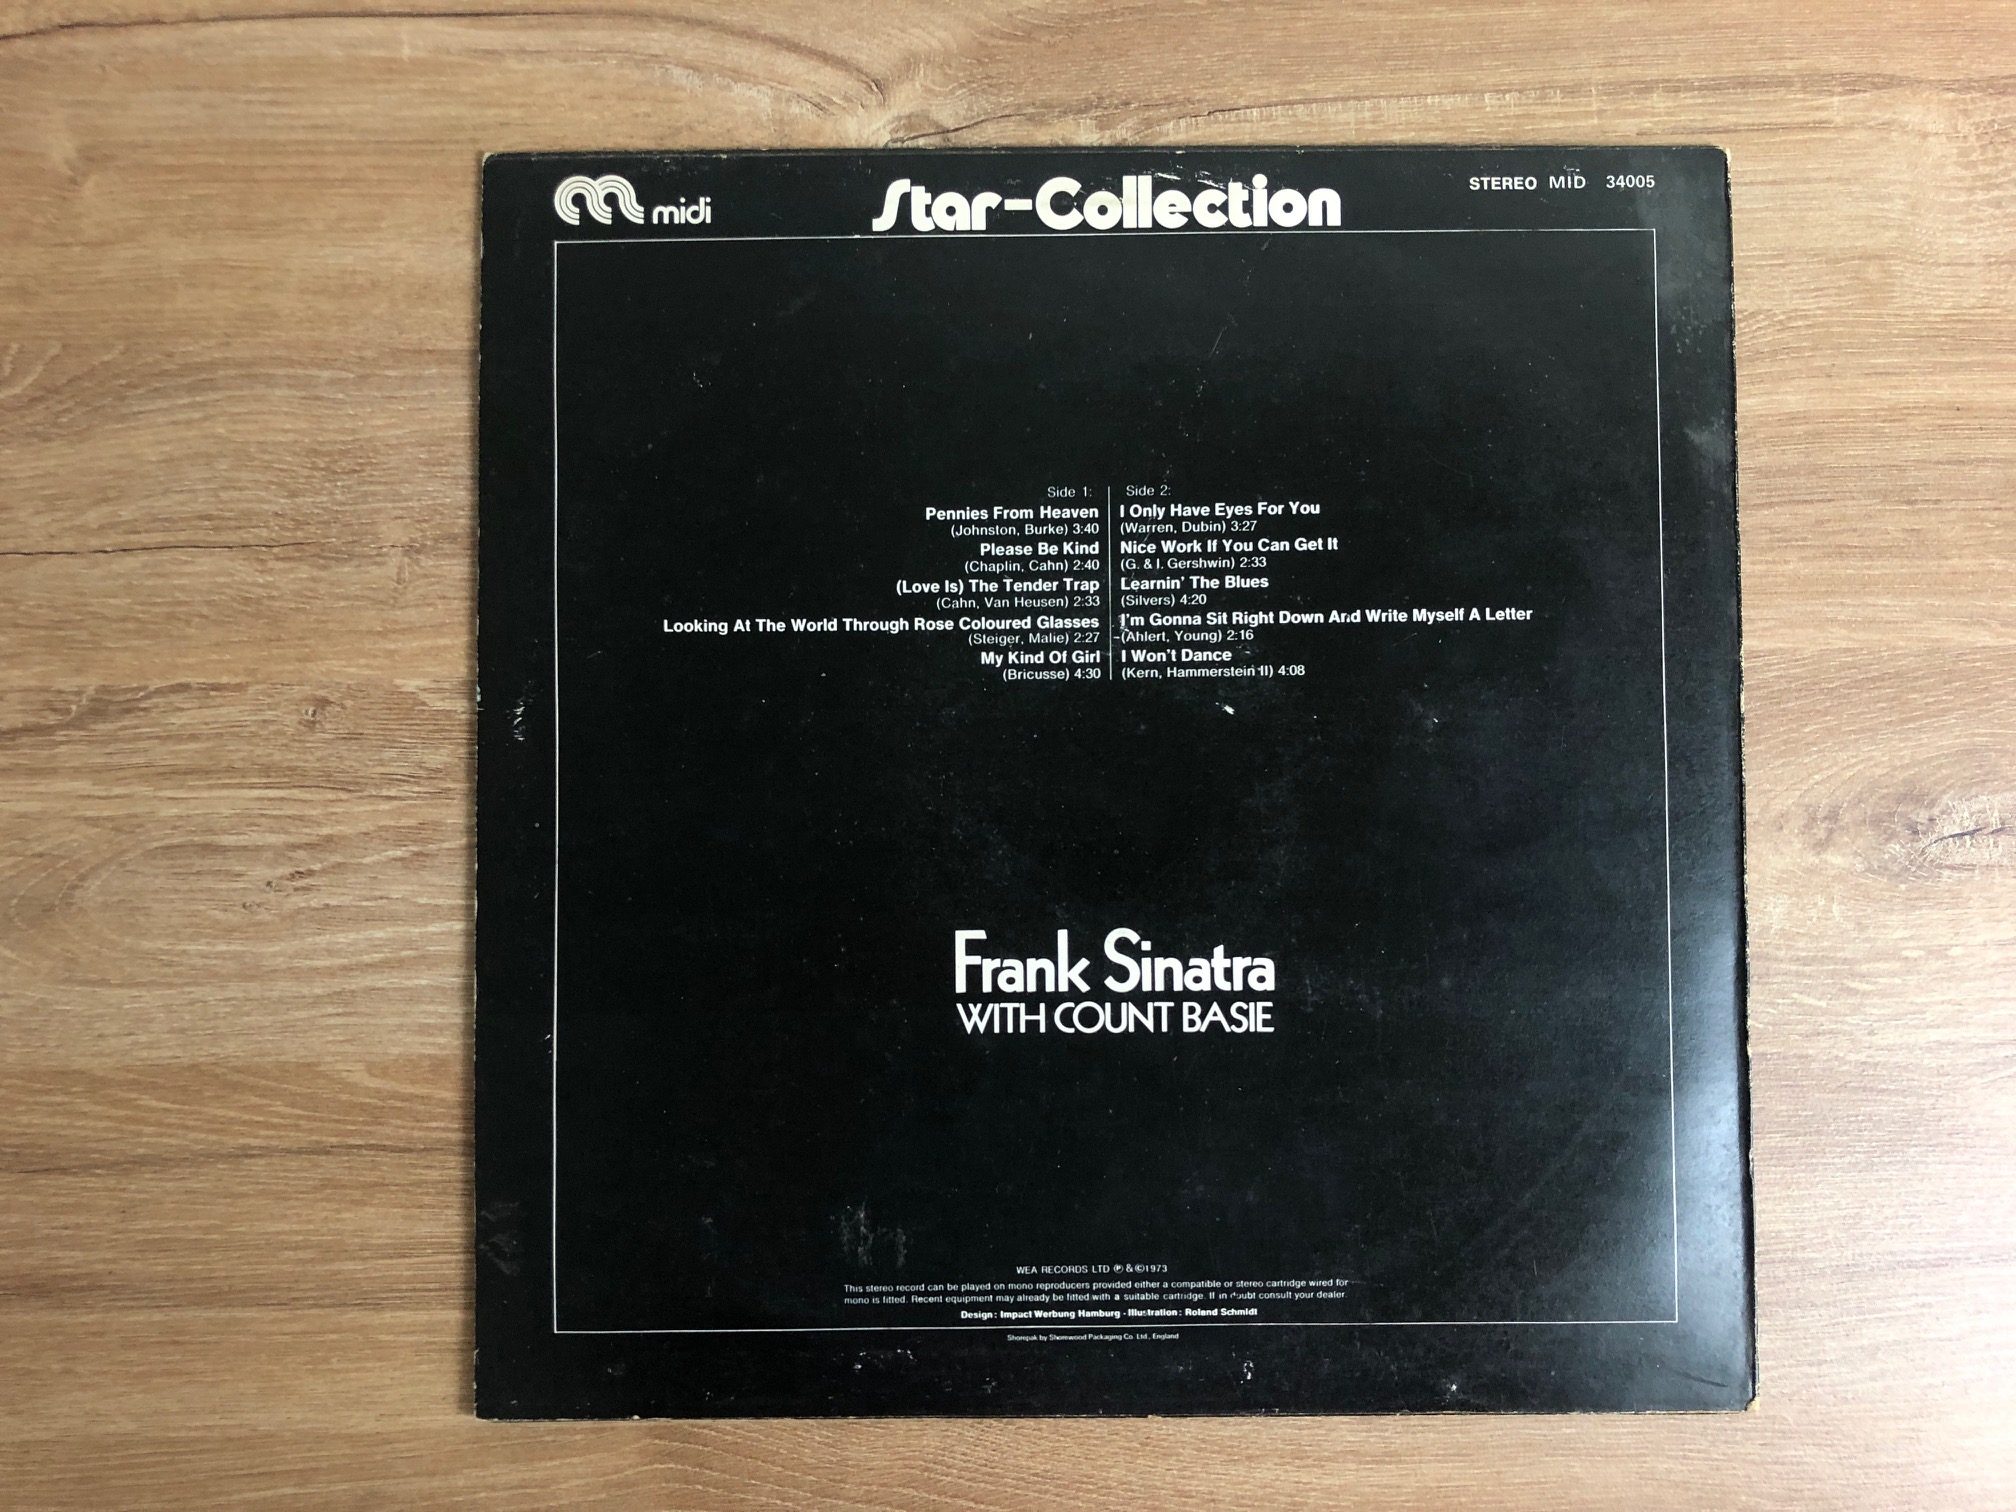 midi
Star-Collection
STEREO MID 34005
Side 1:
Pennies From Heaven
(Johnston, Burke) 3:40
Please Be Kind
(Chaplin, Cahn) 2:40
(Love Is) The Tender Trap
(Cahn, Van Heusen) 2:33
Looking At The World Through Rose Coloured Glasses
(Steiger, Malie) 2:27
My Kind Of Girl
(Bricusse) 4:30
Side 2:
I Only Have Eyes For You
(Warren, Dubin) 3:27
Nice Work If You Can Get It
(G. & I. Gershwin) 2:33
Learnin' The Blues
(Silvers) 4:20
I'm Gonna Sit Right Down And Write Myself A Letter
(Ahlert, Young) 2:16
I Won't Dance
(Kern, Hammerstein II) 4:08
Frank Sinatra
WITH COUNT BASIE
WEA RECORDS LTD ℗ & © 1973
This stereo record can be played on mono reproducers provided either a compatible or stereo cartridge wired for
mono is fitted. Recent equipment may already be fitted with a suitable cartridge. If in doubt consult your dealer.
Design: Impact Werbung Hamburg - Illustration: Roland Schmidt
Shorepak by Shorewood Packaging Co. Ltd., England